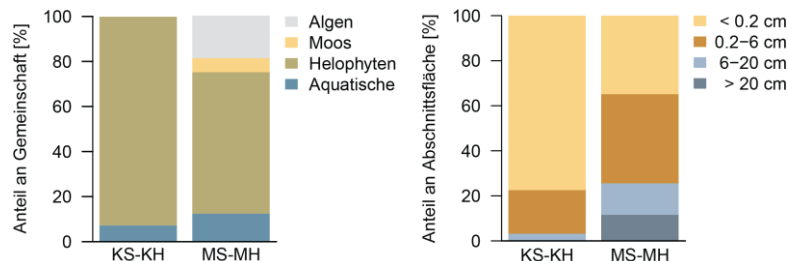 Anteil an Gemeinschaft [%]
100
80
60
40
20
0
KS-KH
MS-MH
Algen
Moos
Helophyten
Aquatische
Anteil an Abschnittsfläche [%]
100
80
60
40
20
0
KS-KH
MS-MH
< 0.2 cm
0.2−6 cm
6−20 cm
> 20 cm